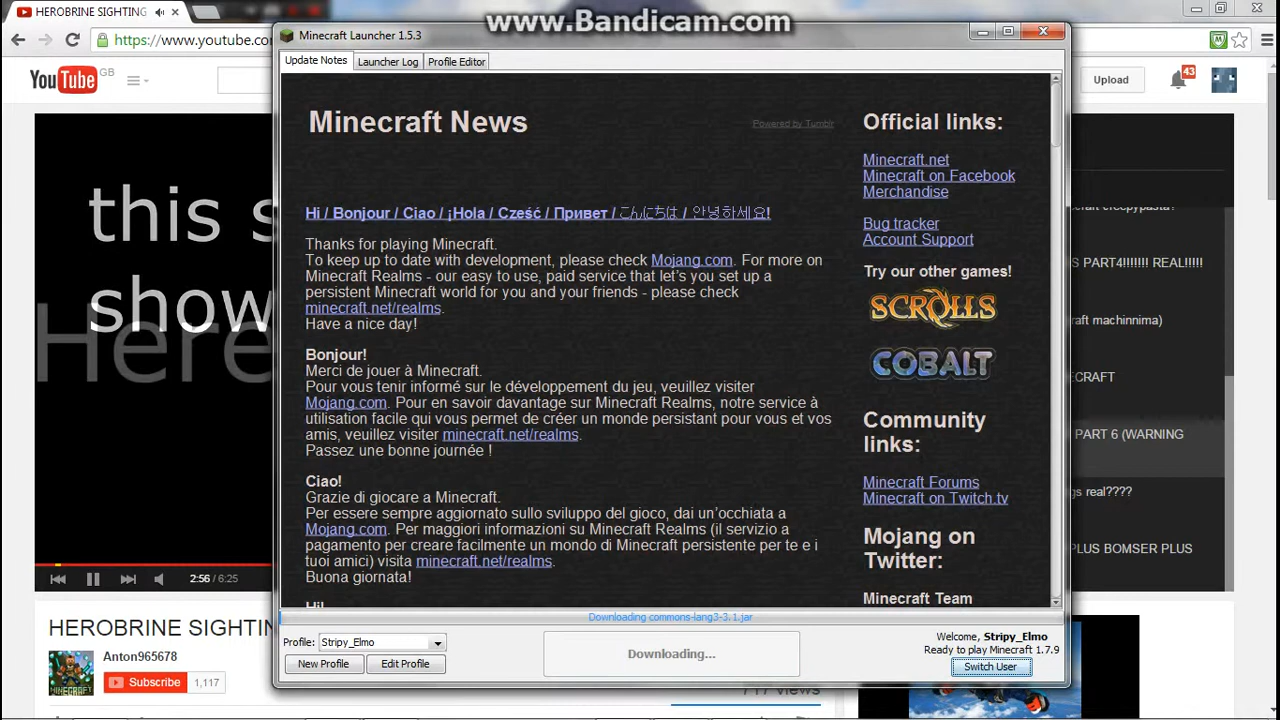 www.Bandicam.com
HEROBRINE SIGHTING
https://www.youtube.co
Minecraft Launcher 1.5.3
Update Notes
Launcher Log
Profile Editor
YouTube GB
Upload
43
Minecraft News
Powered by Tumblr
Hi / Bonjour / Ciao / ¡Hola / Cześć / Привет / こんにちは / 안녕하세요!
Thanks for playing Minecraft.
To keep up to date with development, please check Mojang.com. For more on
Minecraft Realms - our easy to use, paid service that let's you set up a
persistent Minecraft world for you and your friends - please check
minecraft.net/realms.
Have a nice day!
Bonjour!
Merci de jouer à Minecraft.
Pour vous tenir informé sur le développement du jeu, veuillez visiter
Mojang.com. Pour en savoir davantage sur Minecraft Realms, notre service à
utilisation facile qui vous permet de créer un monde persistant pour vous et vos
amis, veuillez visiter minecraft.net/realms.
Passez une bonne journée !
Ciao!
Grazie di giocare a Minecraft.
Per essere sempre aggiornato sullo sviluppo del gioco, dai un'occhiata a
Mojang.com. Per maggiori informazioni su Minecraft Realms (il servizio a
pagamento per creare facilmente un mondo di Minecraft persistente per te e i
tuoi amici) visita minecraft.net/realms.
Buona giornata!
Official links:
Minecraft.net
Minecraft on Facebook
Merchandise
Bug tracker
Account Support
Try our other games!
SCROLLS
COBALT
Community
links:
Minecraft Forums
Minecraft on Twitch.tv
Mojang on
Twitter:
Minecraft Team
this s
show
Here
craft creepypasta!
S PART4!!!!!!! REAL!!!!!
raft machinnima)
ECRAFT
PART 6 (WARNING
gs real????
PLUS BOMSER PLUS
2:56 / 6:25
Downloading commons-lang3-3.1.jar
Profile:
Stripy_Elmo
New Profile
Edit Profile
Downloading...
Welcome, Stripy_Elmo
Ready to play Minecraft 1.7.9
Switch User
HEROBRINE SIGHTIN
Anton965678
MINECRAFT
Subscribe
1,117
717 views